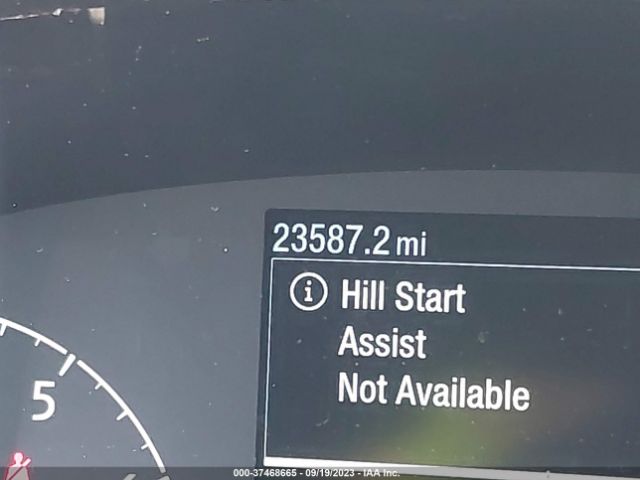 23587.2 mi
Hill Start
Assist
Not Available
5
000-37468665 - 09/19/2023 - IAA Inc.